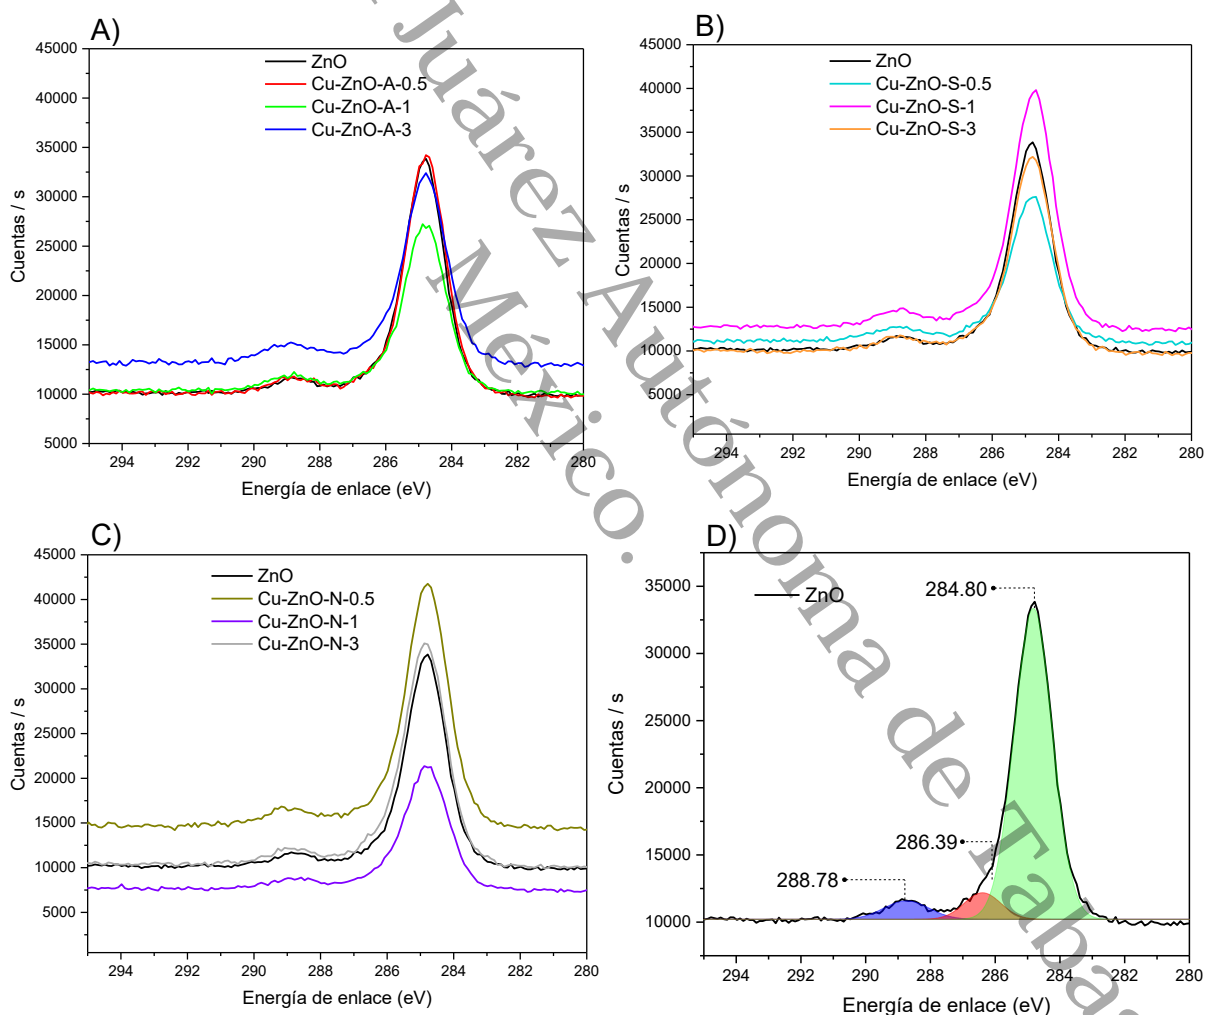 A)
45000
40000
35000
30000
25000
20000
15000
10000
5000
Cuentas / s
ZnO
Cu-ZnO-A-0.5
Cu-ZnO-A-1
Cu-ZnO-A-3
294 292 290 288 286 284 282 280
Energía de enlace (eV)
B)
45000
40000
35000
30000
25000
20000
15000
10000
5000
Cuentas / s
ZnO
Cu-ZnO-S-0.5
Cu-ZnO-S-1
Cu-ZnO-S-3
294 292 290 288 286 284 282 280
Energía de enlace (eV)
C)
45000
40000
35000
30000
25000
20000
15000
10000
5000
Cuentas / s
ZnO
Cu-ZnO-N-0.5
Cu-ZnO-N-1
Cu-ZnO-N-3
294 292 290 288 286 284 282 280
Energía de enlace (eV)
D)
35000
30000
25000
20000
15000
10000
Cuentas / s
ZnO
284.80
286.39
288.78
294 292 290 288 286 284 282 280
Energía de enlace (eV)
Juárez Autónoma de Tabas
México.